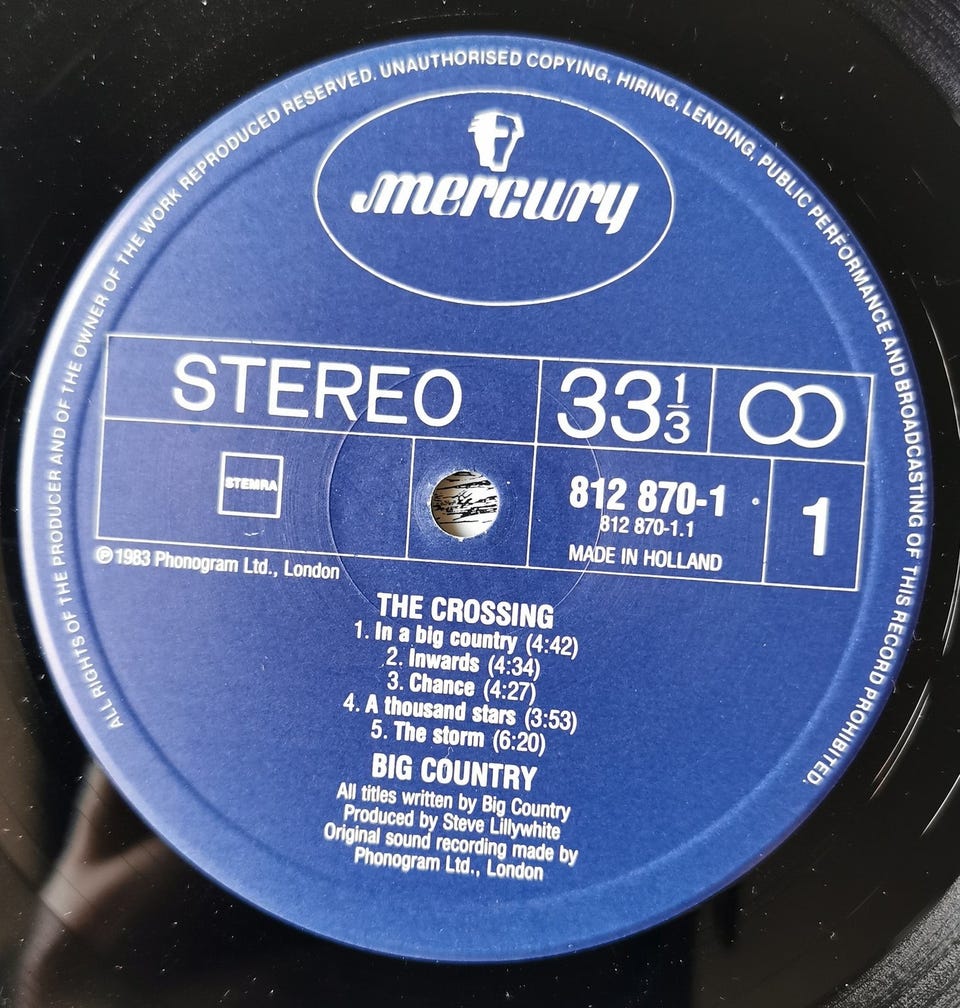 ALL RIGHTS OF THE PRODUCER AND OF THE OWNER OF THE WORK REPRODUCED RESERVED. UNAUTHORISED COPYING, HIRING, LENDING, PUBLIC PERFORMANCE AND BROADCASTING OF THIS RECORD PROHIBITED.
mercury
STEREO
33 1/3
STEMRA
812 870-1
812 870-1.1
MADE IN HOLLAND
1
℗ 1983 Phonogram Ltd., London
THE CROSSING
1. In a big country (4:42)
2. Inwards (4:34)
3. Chance (4:27)
4. A thousand stars (3:53)
5. The storm (6:20)
BIG COUNTRY
All titles written by Big Country
Produced by Steve Lillywhite
Original sound recording made by
Phonogram Ltd., London